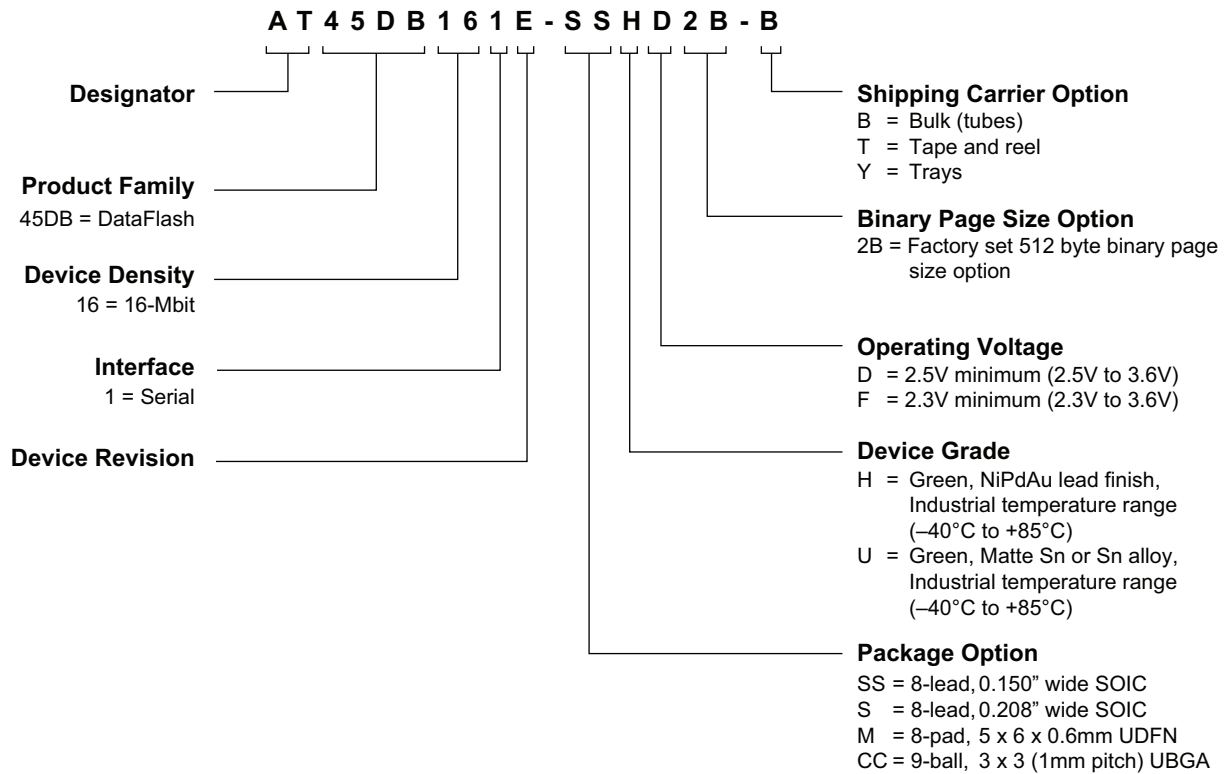 A T 4 5 D B 1 6 1 E - S S H D 2 B - B
Designator
Product Family
45DB = DataFlash
Device Density
16 = 16-Mbit
Interface
1 = Serial
Device Revision
Shipping Carrier Option
B = Bulk (tubes)
T = Tape and reel
Y = Trays
Binary Page Size Option
2B = Factory set 512 byte binary page
size option
Operating Voltage
D = 2.5V minimum (2.5V to 3.6V)
F = 2.3V minimum (2.3V to 3.6V)
Device Grade
H = Green, NiPdAu lead finish,
Industrial temperature range
(–40°C to +85°C)
U = Green, Matte Sn or Sn alloy,
Industrial temperature range
(–40°C to +85°C)
Package Option
SS = 8-lead, 0.150” wide SOIC
S = 8-lead, 0.208” wide SOIC
M = 8-pad, 5 x 6 x 0.6mm UDFN
CC = 9-ball, 3 x 3 (1mm pitch) UBGA